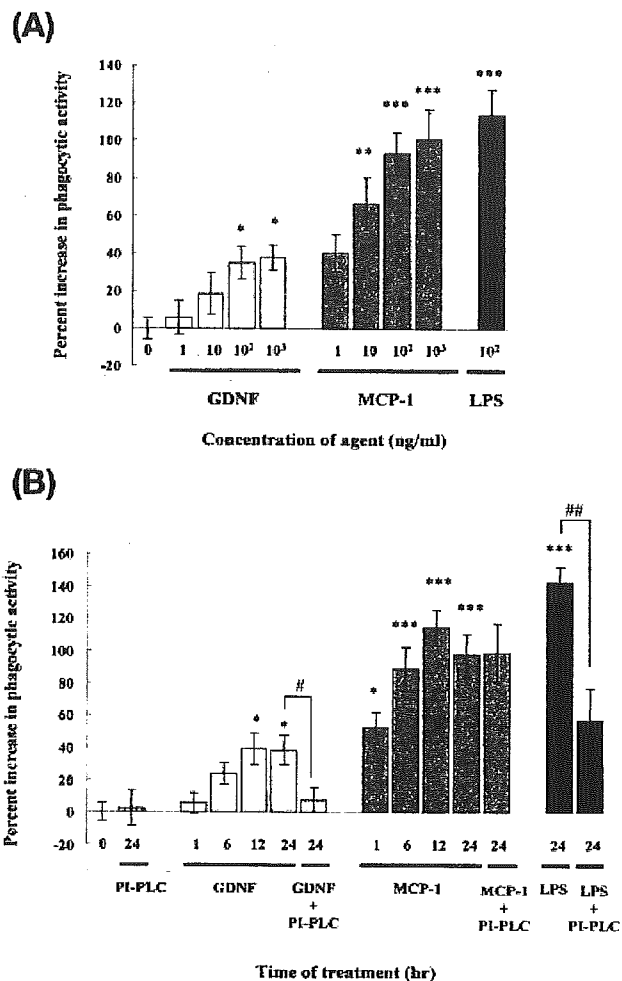 (A)
Percent increase in phagocytic activity
140
120
100
80
60
40
20
0
-20
* * ** *** *** ***
0 1 10 10² 10³ 1 10 10² 10³ 10²
GDNF MCP-1 LPS
Concentration of agent (ng/ml)
(B)
Percent increase in phagocytic activity
160
140
120
100
80
60
40
20
0
-20
* * # * *** *** *** *** ##
0 24 1 6 12 24 24 1 6 12 24 24 24 24
PI-PLC GDNF GDNF + PI-PLC MCP-1 MCP-1 + PI-PLC LPS LPS + PI-PLC
Time of treatment (hr)